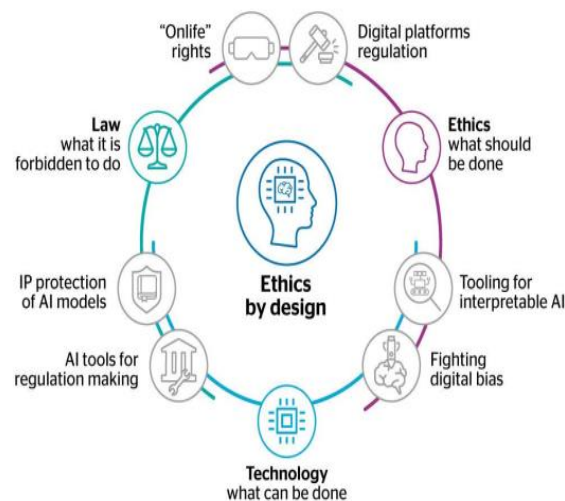 “Onlife”
rights
Digital platforms
regulation
Law
what it is
forbidden to do
Ethics
what should
be done
Ethics
by design
IP protection
of AI models
Tooling for
interpretable AI
AI tools for
regulation making
Fighting
digital bias
Technology
what can be done